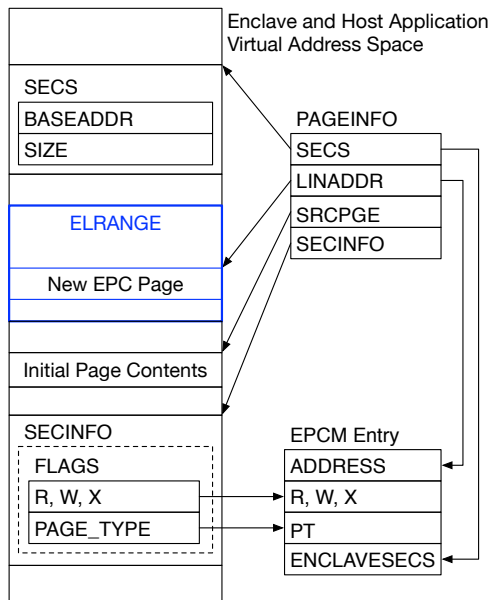 Enclave and Host Application
Virtual Address Space
SECS
BASEADDR
SIZE
ELRANGE
New EPC Page
Initial Page Contents
SECINFO
FLAGS
R, W, X
PAGE_TYPE
PAGEINFO
SECS
LINADDR
SRCPGE
SECINFO
EPCM Entry
ADDRESS
R, W, X
PT
ENCLAVESECS